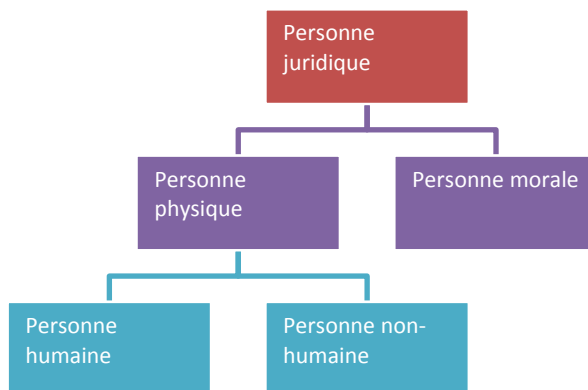 Personne
juridique
Personne
physique
Personne morale
Personne
humaine
Personne non-
humaine